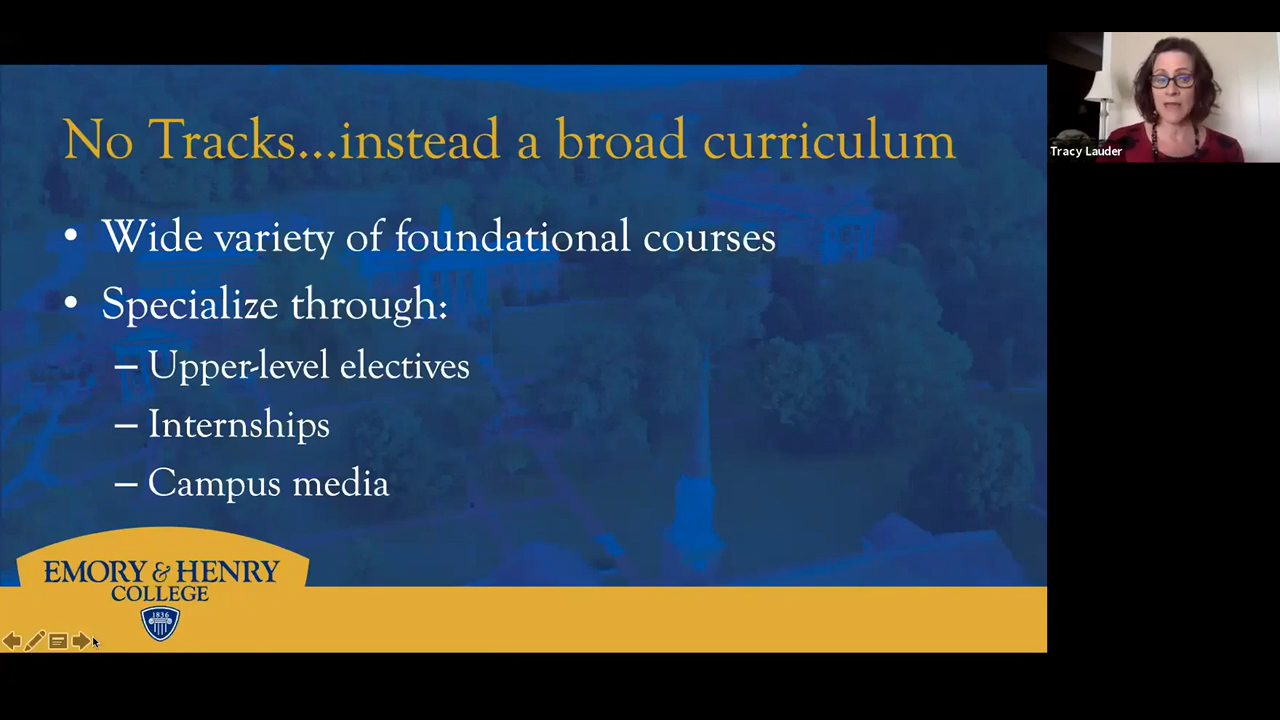 No Tracks...instead a broad curriculum
• Wide variety of foundational courses
• Specialize through:
– Upper-level electives
– Internships
– Campus media
EMORY & HENRY
COLLEGE
1836
Tracy Lauder